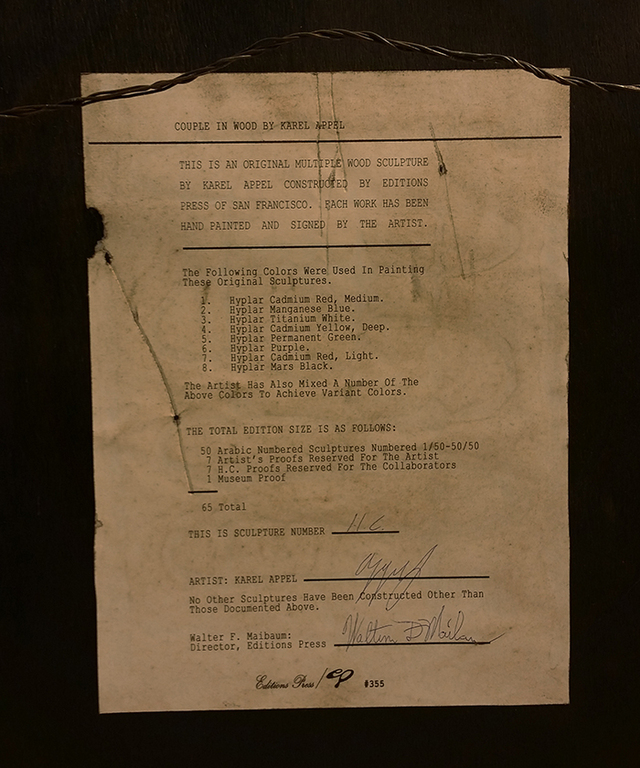 COUPLE IN WOOD BY KAREL APPEL
THIS IS AN ORIGINAL MULTIPLE WOOD SCULPTURE
BY KAREL APPEL CONSTRUCTED BY EDITIONS
PRESS OF SAN FRANCISCO. EACH WORK HAS BEEN
HAND PAINTED AND SIGNED BY THE ARTIST.
The Following Colors Were Used In Painting
These Original Sculptures.
1. Hyplar Cadmium Red, Medium.
2. Hyplar Manganese Blue.
3. Hyplar Titanium White.
4. Hyplar Cadmium Yellow, Deep.
5. Hyplar Permanent Green.
6. Hyplar Purple.
7. Hyplar Cadmium Red, Light.
8. Hyplar Mars Black.
The Artist Has Also Mixed A Number Of The
Above Colors To Achieve Variant Colors.
THE TOTAL EDITION SIZE IS AS FOLLOWS:
50 Arabic Numbered Sculptures Numbered 1/50-50/50
7 Artist's Proofs Reserved For The Artist
7 H.C. Proofs Reserved For The Collaborators
1 Museum Proof
65 Total
THIS IS SCULPTURE NUMBER H.C.
ARTIST: KAREL APPEL
No Other Sculptures Have Been Constructed Other Than
Those Documented Above.
Walter F. Maibaum:
Director, Editions Press
Editions Press / #355